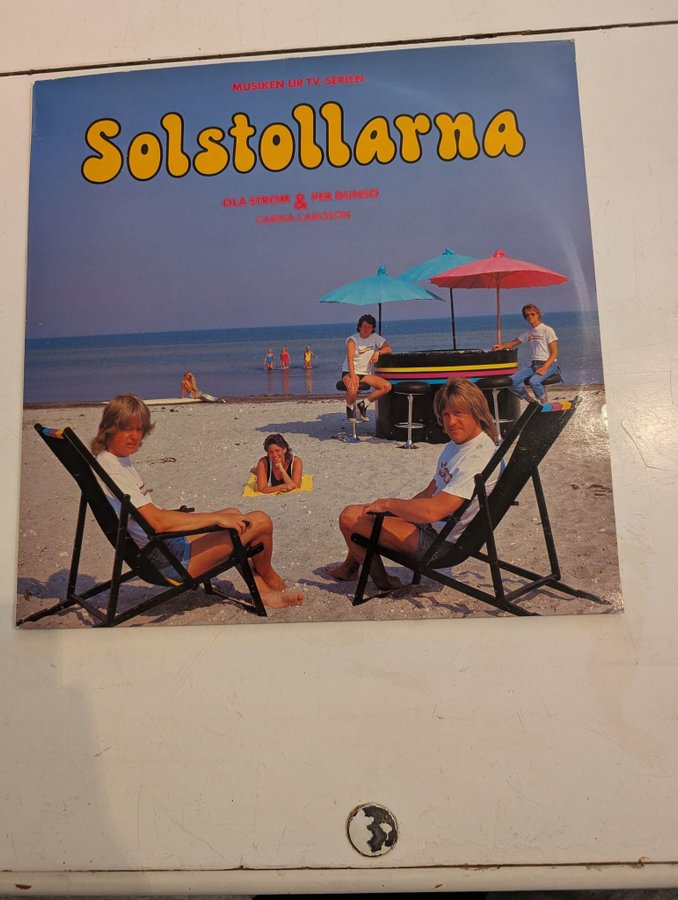 MUSIKEN UR TV-SERIEN
Solstollarna
OLA STRÖM & PER DUNSÖ
CARINA CARLSSON